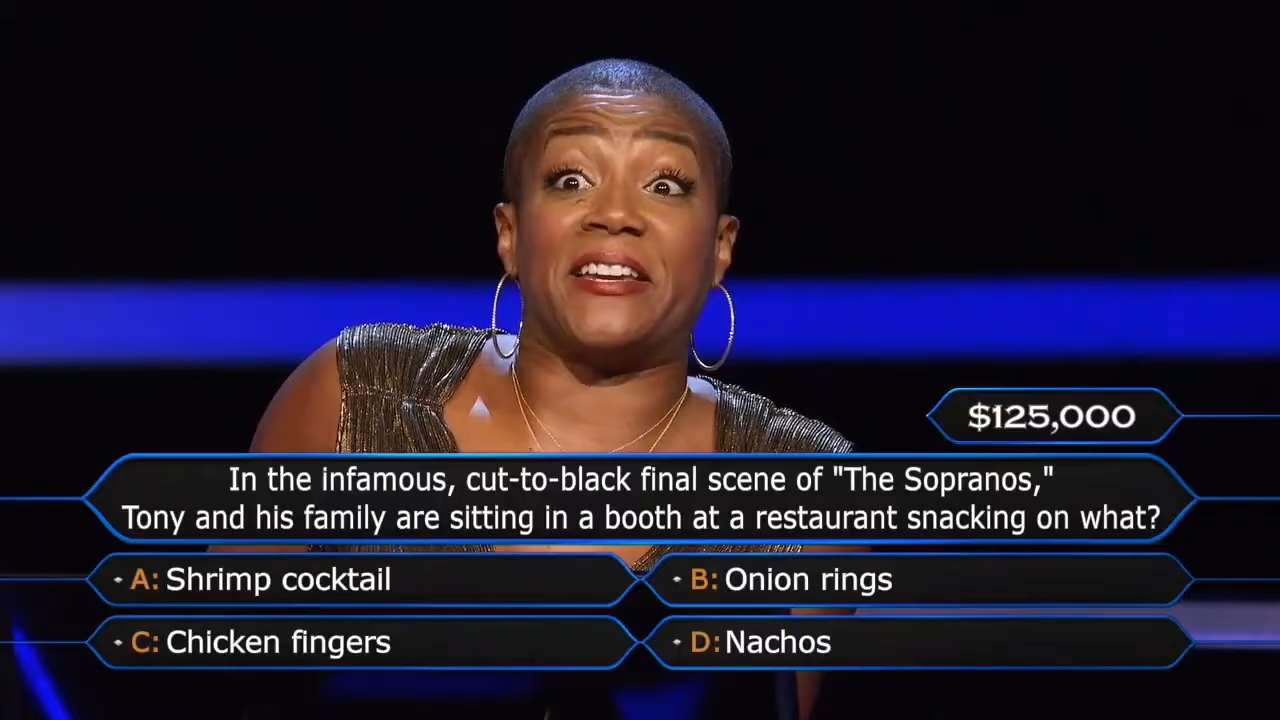 $125,000
In the infamous, cut-to-black final scene of "The Sopranos,"
Tony and his family are sitting in a booth at a restaurant snacking on what?
A: Shrimp cocktail
B: Onion rings
C: Chicken fingers
D: Nachos